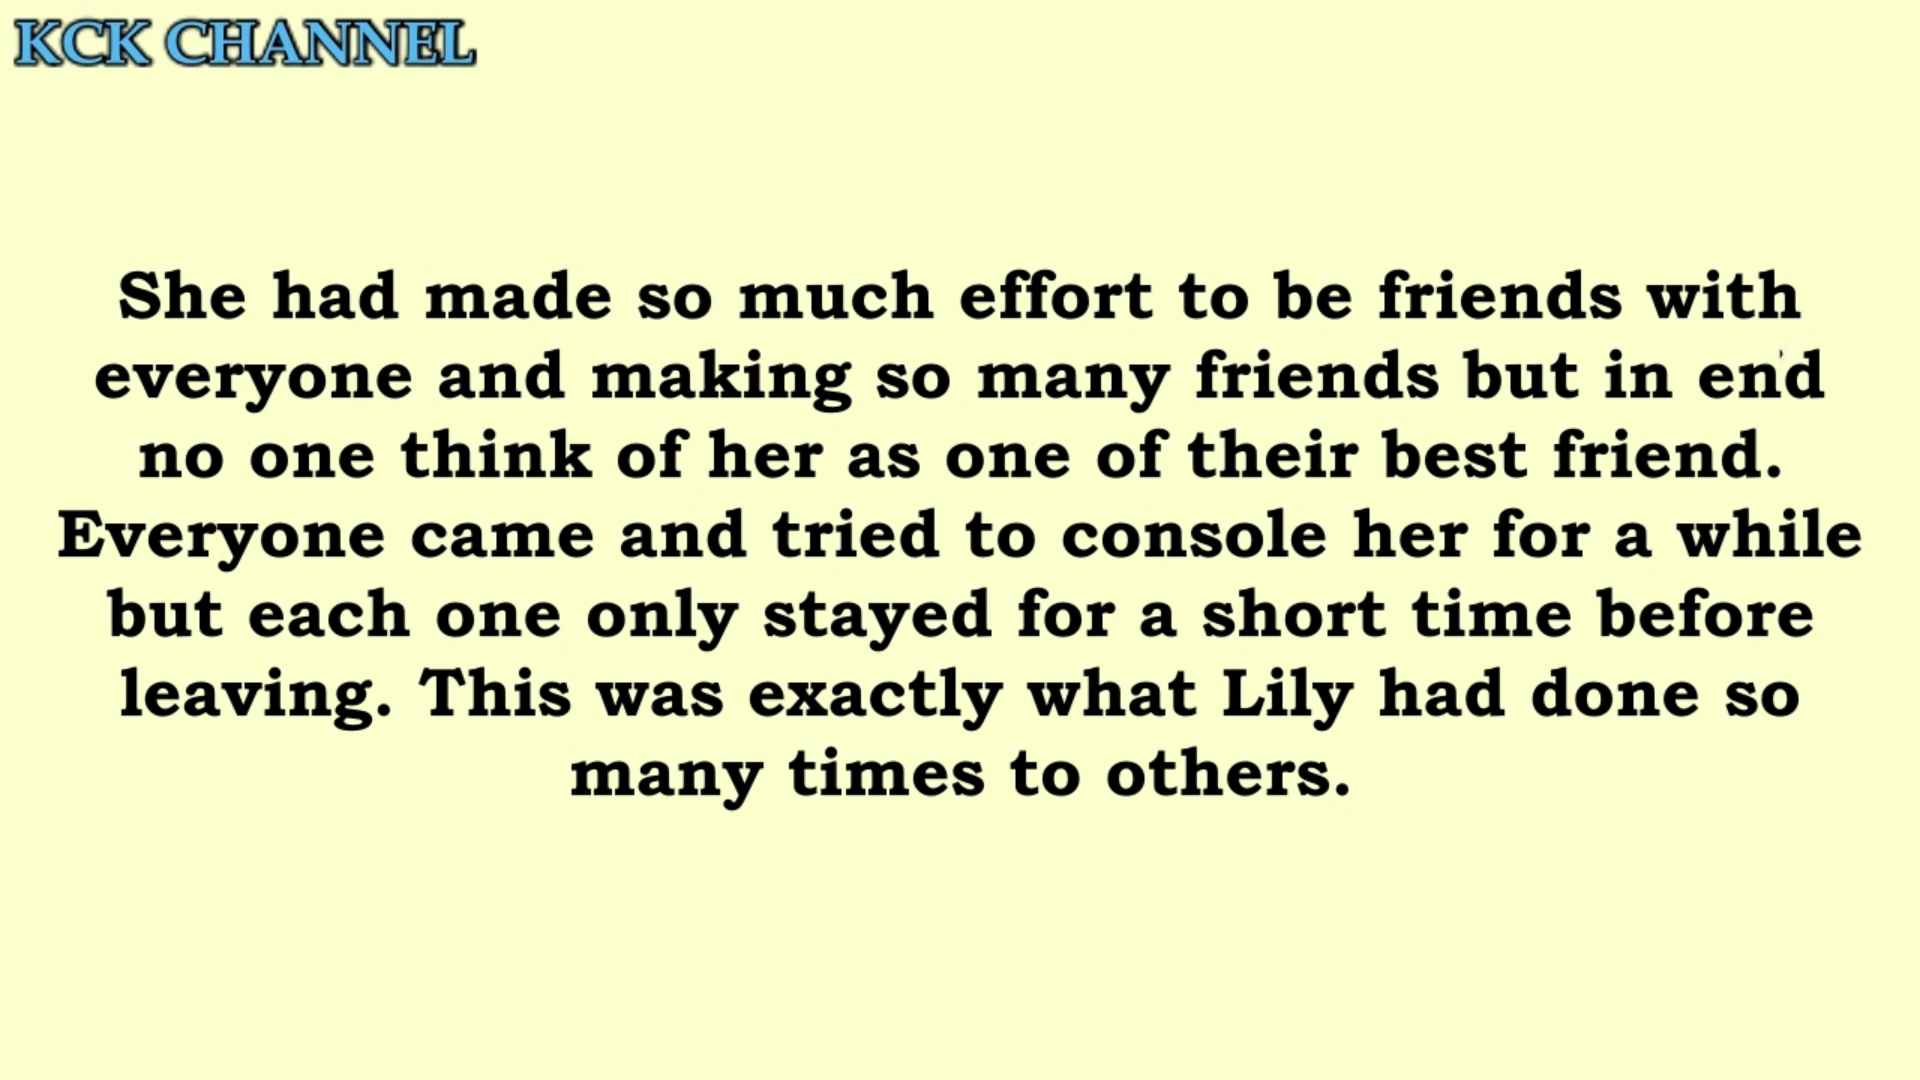 KCK CHANNEL
She had made so much effort to be friends with
everyone and making so many friends but in end
no one think of her as one of their best friend.
Everyone came and tried to console her for a while
but each one only stayed for a short time before
leaving. This was exactly what Lily had done so
many times to others.